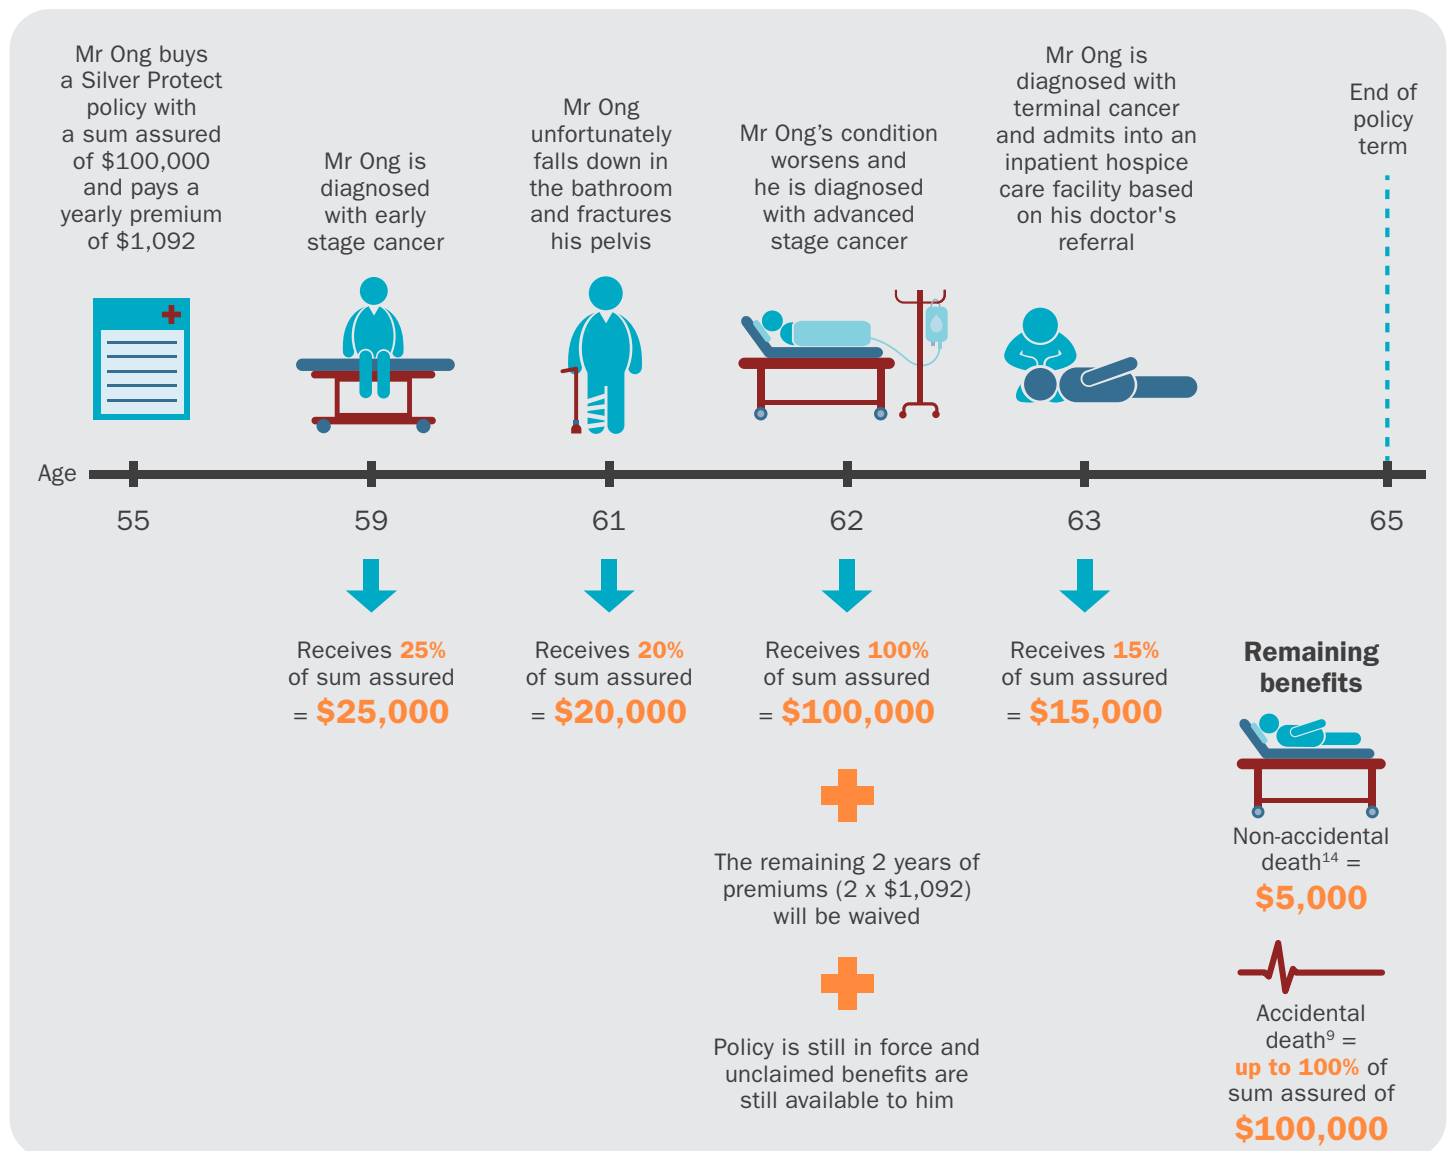 Mr Ong buys
a Silver Protect
policy with
a sum assured
of $100,000
and pays a
yearly premium
of $1,092
Mr Ong is
diagnosed
with early
stage cancer
Mr Ong
unfortunately
falls down in
the bathroom
and fractures
his pelvis
Mr Ong’s condition
worsens and
he is diagnosed
with advanced
stage cancer
Mr Ong is
diagnosed with
terminal cancer
and admits into an
inpatient hospice
care facility based
on his doctor's
referral
End of
policy
term
Age
55
59
61
62
63
65
Receives 25%
of sum assured
= $25,000
Receives 20%
of sum assured
= $20,000
Receives 100%
of sum assured
= $100,000
The remaining 2 years of
premiums (2 x $1,092)
will be waived
Policy is still in force and
unclaimed benefits are
still available to him
Receives 15%
of sum assured
= $15,000
Remaining
benefits
Non-accidental
death¹⁴ =
$5,000
Accidental
death⁹ =
up to 100% of
sum assured of
$100,000